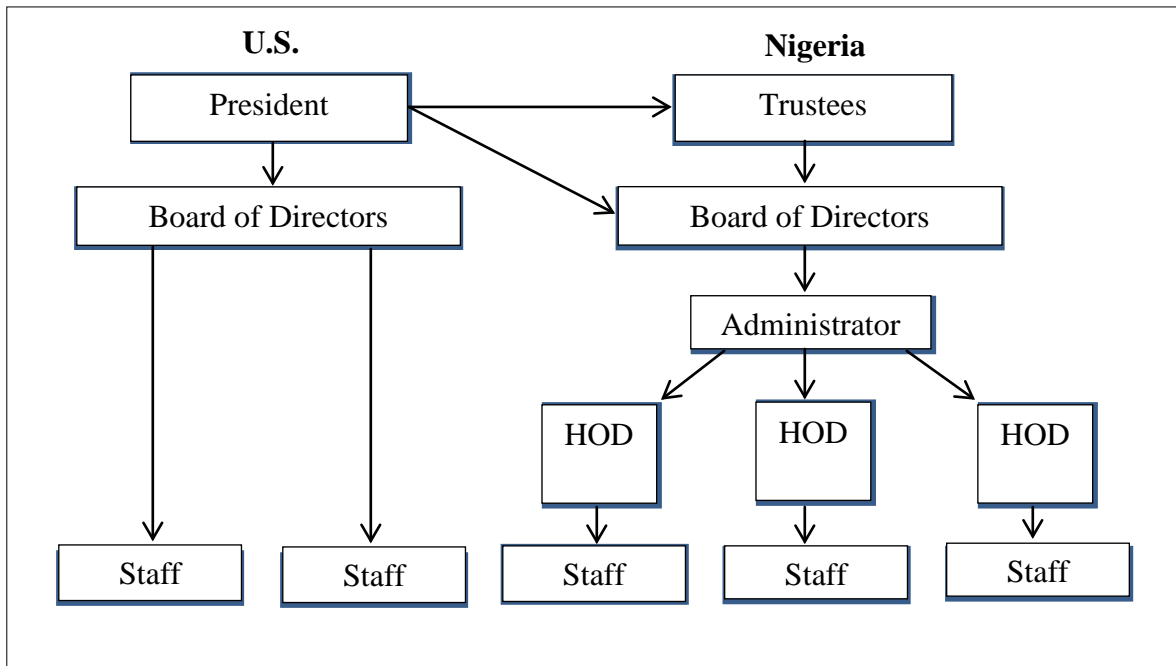 U.S.
Nigeria
President
Trustees
Board of Directors
Board of Directors
Administrator
HOD
HOD
HOD
Staff
Staff
Staff
Staff
Staff